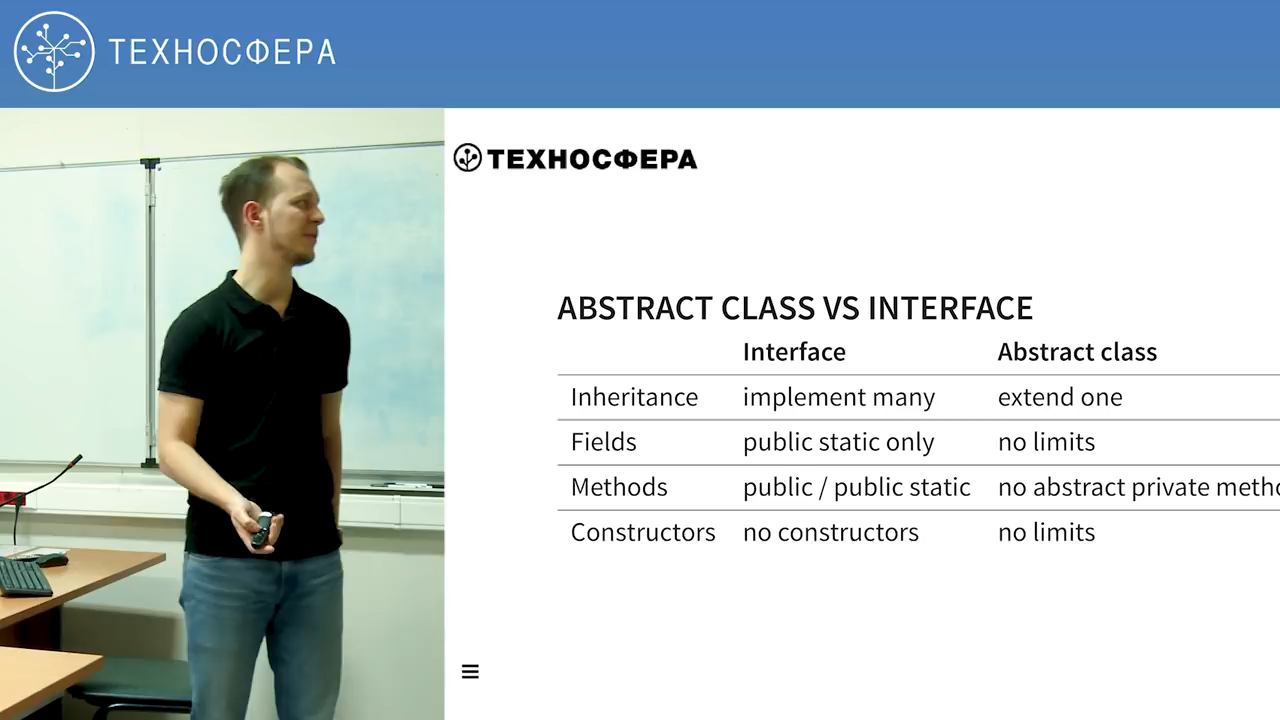 ТЕХНОСФЕРА
ТЕХНОСФЕРА
ABSTRACT CLASS VS INTERFACE
Interface Abstract class
Inheritance implement many extend one
Fields public static only no limits
Methods public / public static no abstract private metho
Constructors no constructors no limits